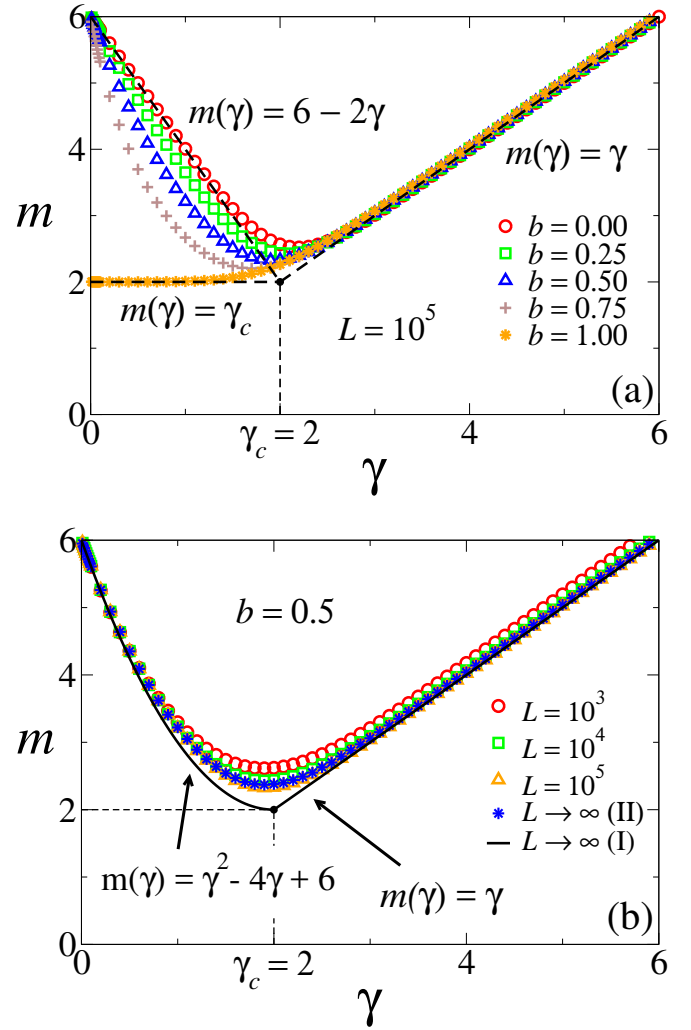 6
m(γ) = 6 − 2γ
4
m(γ) = γ
m
b = 0.00
b = 0.25
2
b = 0.50
m(γ) = γc
L = 10^5
b = 0.75
b = 1.00
(a)
0
0
γc = 2
4
6
γ
6
b = 0.5
4
m
L = 10^3
L = 10^4
L = 10^5
2
L → ∞ (II)
L → ∞ (I)
m(γ) = γ^2 - 4γ + 6
m(γ) = γ
(b)
0
0
γc = 2
4
6
γ